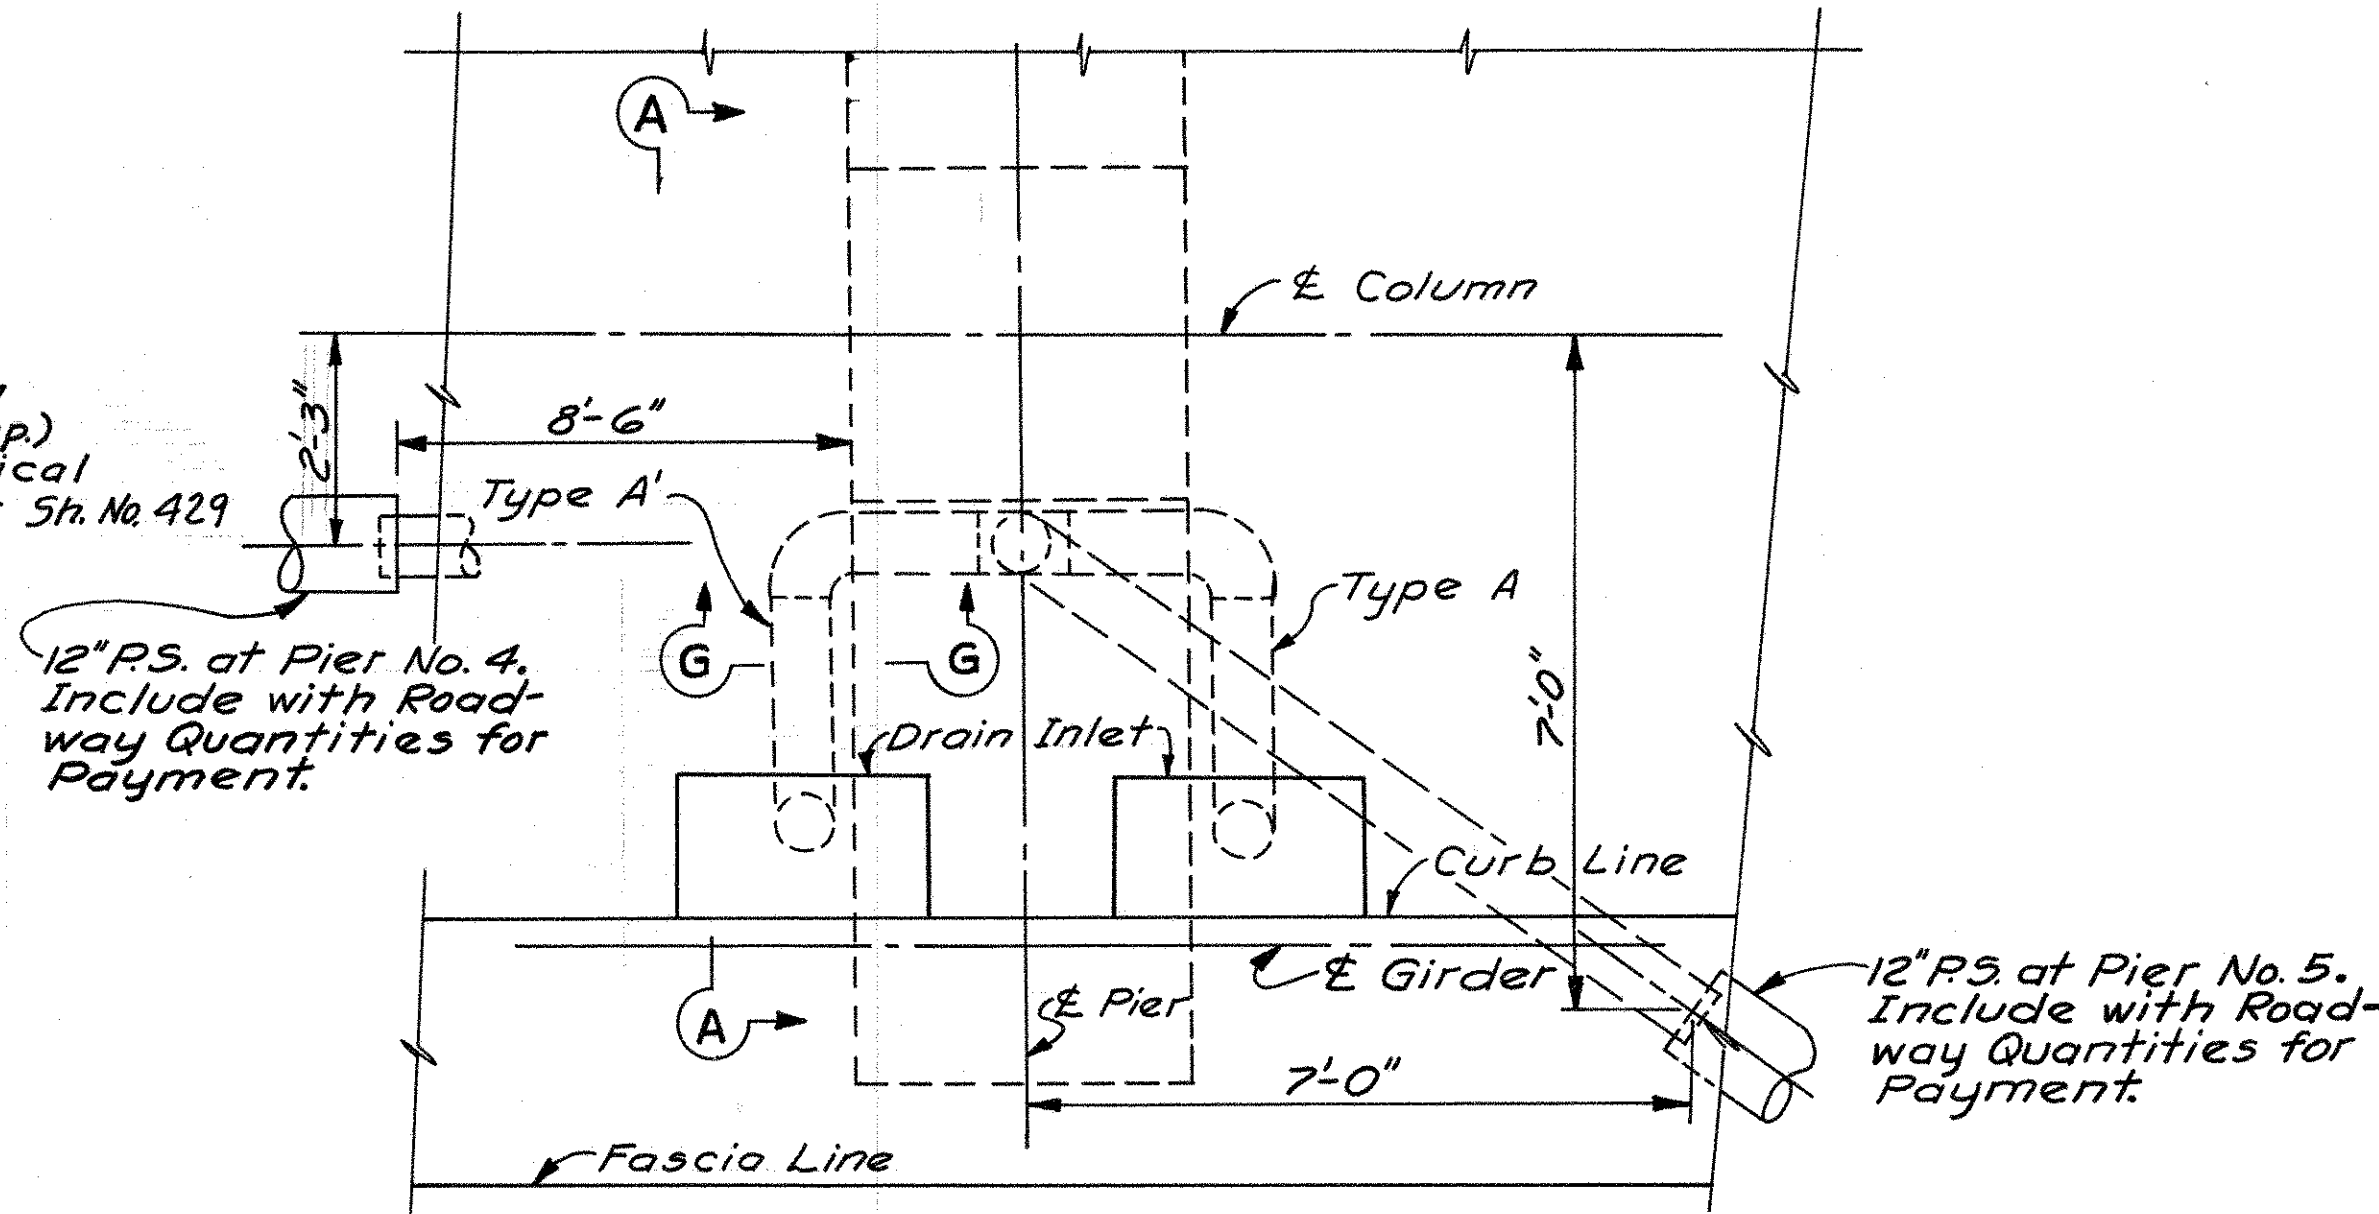 A
℄ Column
2'-3"
8'-6"
Sh. No. 429
Type A'
Type A
G
G
12" P.S. at Pier No. 4.
Include with Road-
way Quantities for
Payment.
7'-0"
Drain Inlet
Curb Line
℄ Girder
12" P.S. at Pier No. 5.
Include with Road-
way Quantities for
Payment.
A
℄ Pier
7'-0"
Fascia Line